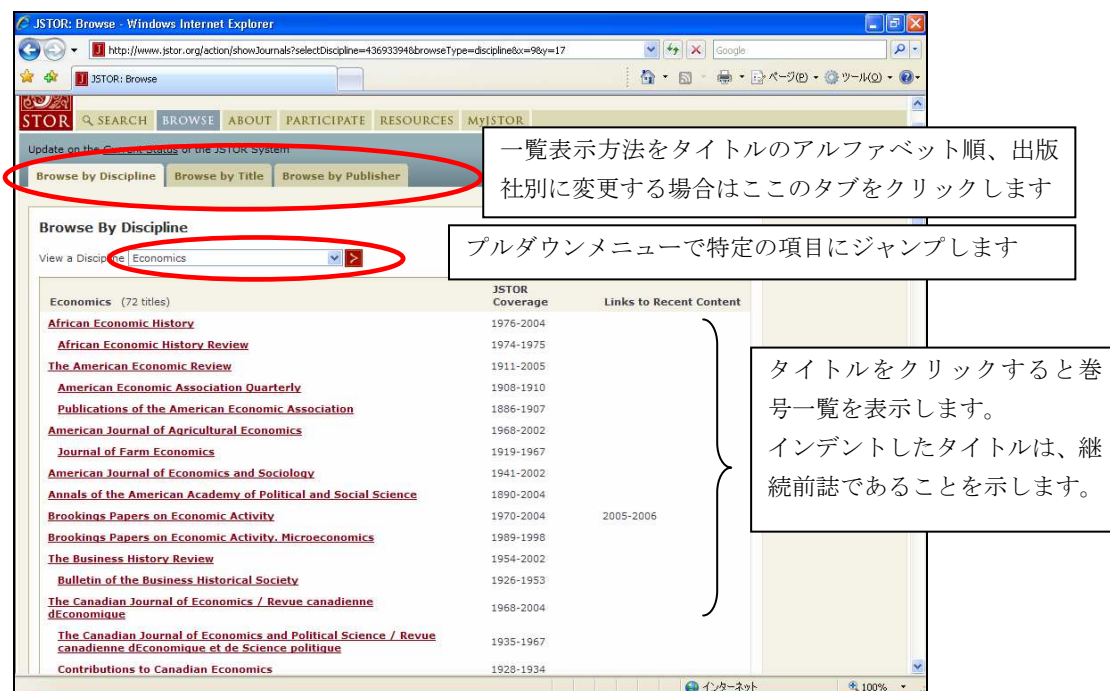 JSTOR: Browse - Windows Internet Explorer
http://www.jstor.org/action/showJournals?selectDiscipline=43693394&browseType=discipline&x=9&y=17
Google
JSTOR: Browse
ページ(P) ツール(O)
STOR SEARCH BROWSE ABOUT PARTICIPATE RESOURCES MyJSTOR
Update on the Current Status of the JSTOR System
Browse by Discipline Browse by Title Browse by Publisher
一覧表示方法をタイトルのアルファベット順、出版
社別に変更する場合はここのタブをクリックします
Browse By Discipline
View a Discipline Economics
プルダウンメニューで特定の項目にジャンプします
Economics (72 titles) JSTOR Coverage Links to Recent Content
African Economic History 1976-2004
African Economic History Review 1974-1975
The American Economic Review 1911-2005
American Economic Association Quarterly 1908-1910
Publications of the American Economic Association 1886-1907
American Journal of Agricultural Economics 1968-2002
Journal of Farm Economics 1919-1967
American Journal of Economics and Sociology 1941-2002
Annals of the American Academy of Political and Social Science 1890-2004
Brookings Papers on Economic Activity 1970-2004 2005-2006
Brookings Papers on Economic Activity. Microeconomics 1989-1998
The Business History Review 1954-2002
Bulletin of the Business Historical Society 1926-1953
The Canadian Journal of Economics / Revue canadienne
dEconomique 1968-2004
The Canadian Journal of Economics and Political Science / Revue
canadienne dEconomique et de Science politique 1935-1967
Contributions to Canadian Economics 1928-1934
タイトルをクリックすると巻
号一覧を表示します。
インデントしたタイトルは、継
続前誌であることを示します。
インターネット 100%